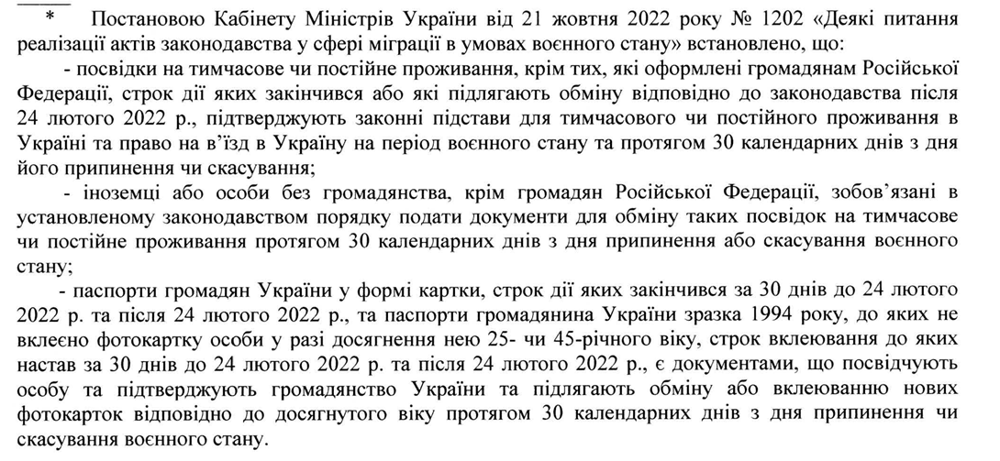 * Постановою Кабінету Міністрів України від 21 жовтня 2022 року № 1202 «Деякі питання
реалізації актів законодавства у сфері міграції в умовах воєнного стану» встановлено, що:
- посвідки на тимчасове чи постійне проживання, крім тих, які оформлені громадянам Російської
Федерації, строк дії яких закінчився або які підлягають обміну відповідно до законодавства після
24 лютого 2022 р., підтверджують законні підстави для тимчасового чи постійного проживання в
Україні та право на в’їзд в Україну на період воєнного стану та протягом 30 календарних днів з дня
його припинення чи скасування;
- іноземці або особи без громадянства, крім громадян Російської Федерації, зобов’язані в
установленому законодавством порядку подати документи для обміну таких посвідок на тимчасове
чи постійне проживання протягом 30 календарних днів з дня припинення або скасування воєнного
стану;
- паспорти громадян України у формі картки, строк дії яких закінчився за 30 днів до 24 лютого
2022 р. та після 24 лютого 2022 р., та паспорти громадянина України зразка 1994 року, до яких не
вклеєно фотокартку особи у разі досягнення нею 25- чи 45-річного віку, строк вклеювання до яких
настав за 30 днів до 24 лютого 2022 р. та після 24 лютого 2022 р., є документами, що посвідчують
особу та підтверджують громадянство України та підлягають обміну або вклеюванню нових
фотокарток відповідно до досягнутого віку протягом 30 календарних днів з дня припинення чи
скасування воєнного стану.